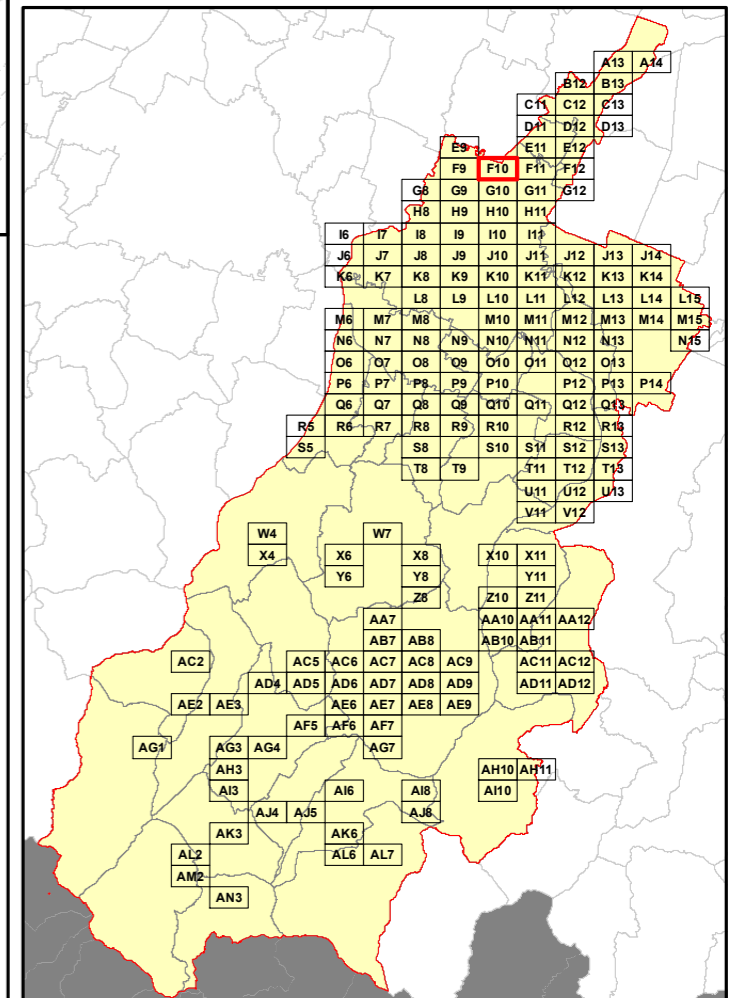 A13 A14
B12 B13
C11 C12 C13
D11 D12 D13
E9 E11 E12
F9 F10 F11 F12
G8 G9 G10 G11 G12
H8 H9 H10 H11
I6 I7 I8 I9 I10 I11
J6 J7 J8 J9 J10 J11 J12 J13 J14
K6 K7 K8 K9 K10 K11 K12 K13 K14
L8 L9 L10 L11 L12 L13 L14 L15
M6 M7 M8 M10 M11 M12 M13 M14 M15
N6 N7 N8 N9 N10 N11 N12 N13 N15
O6 O7 O8 O9 O10 O11 O12 O13
P6 P7 P8 P9 P10 P12 P13 P14
Q6 Q7 Q8 Q9 Q10 Q11 Q12 Q13
R5 R6 R7 R8 R9 R10 R12 R13
S5 S8 S10 S11 S12 S13
T8 T9 T11 T12 T13
U11 U12 U13
V11 V12
W4 W7
X4 X6 X8 X10 X11
Y6 Y8 Y11
Z8 Z10 Z11
AA7 AA10 AA11 AA12
AB7 AB8 AB10 AB11
AC2 AC5 AC6 AC7 AC8 AC9 AC11 AC12
AD4 AD5 AD6 AD7 AD8 AD9 AD11 AD12
AE2 AE3 AE6 AE7 AE8 AE9
AF5 AF6 AF7
AG1 AG3 AG4 AG7
AH3 AH10 AH11
AI3 AI6 AI8 AI10
AJ4 AJ5 AJ8
AK3 AK6
AL2 AL6 AL7
AM2
AN3